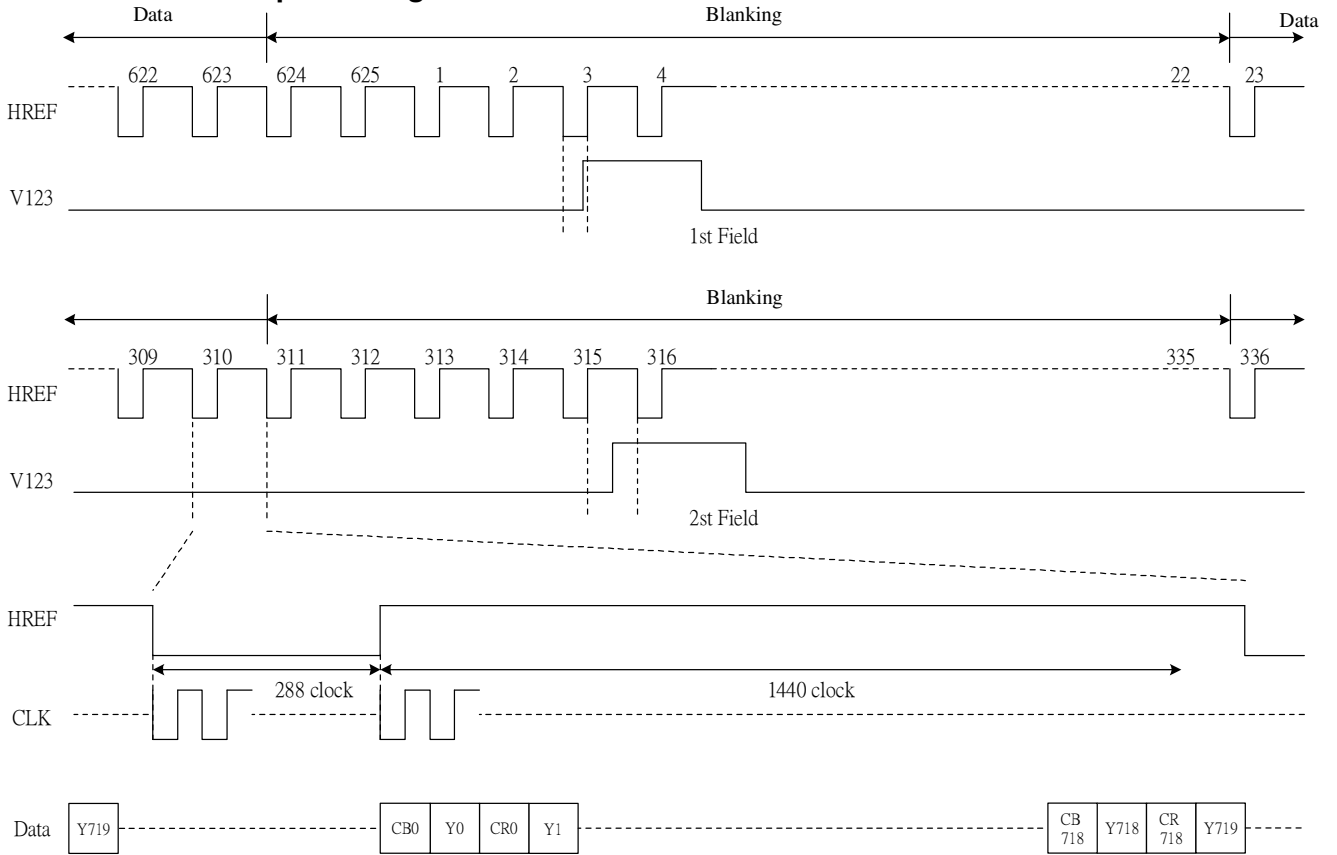 Data Blanking Data
622 623 624 625 1 2 3 4 22 23
HREF
V123
1st Field
Blanking
309 310 311 312 313 314 315 316 335 336
HREF
V123
2st Field
HREF
288 clock 1440 clock
CLK
Data Y719 CB0 Y0 CR0 Y1 CB 718 Y718 CR 718 Y719